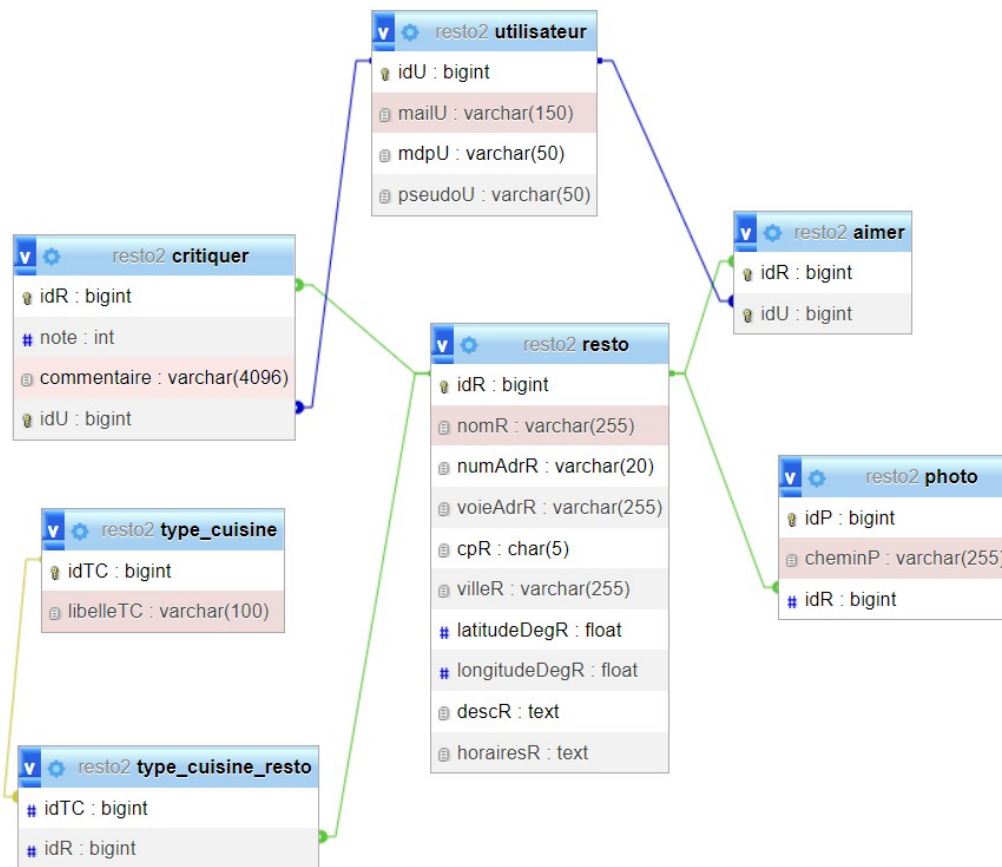 v resto2 utilisateur
idU : bigint
mailU : varchar(150)
mdpU : varchar(50)
pseudoU : varchar(50)
v resto2 critiquer
idR : bigint
# note : int
commentaire : varchar(4096)
idU : bigint
v resto2 aimer
idR : bigint
idU : bigint
v resto2 resto
idR : bigint
nomR : varchar(255)
numAdrR : varchar(20)
voieAdrR : varchar(255)
cpR : char(5)
villeR : varchar(255)
# latitudeDegR : float
# longitudeDegR : float
descR : text
horairesR : text
v resto2 photo
idP : bigint
cheminP : varchar(255)
# idR : bigint
v resto2 type_cuisine
idTC : bigint
libelleTC : varchar(100)
v resto2 type_cuisine_resto
# idTC : bigint
# idR : bigint